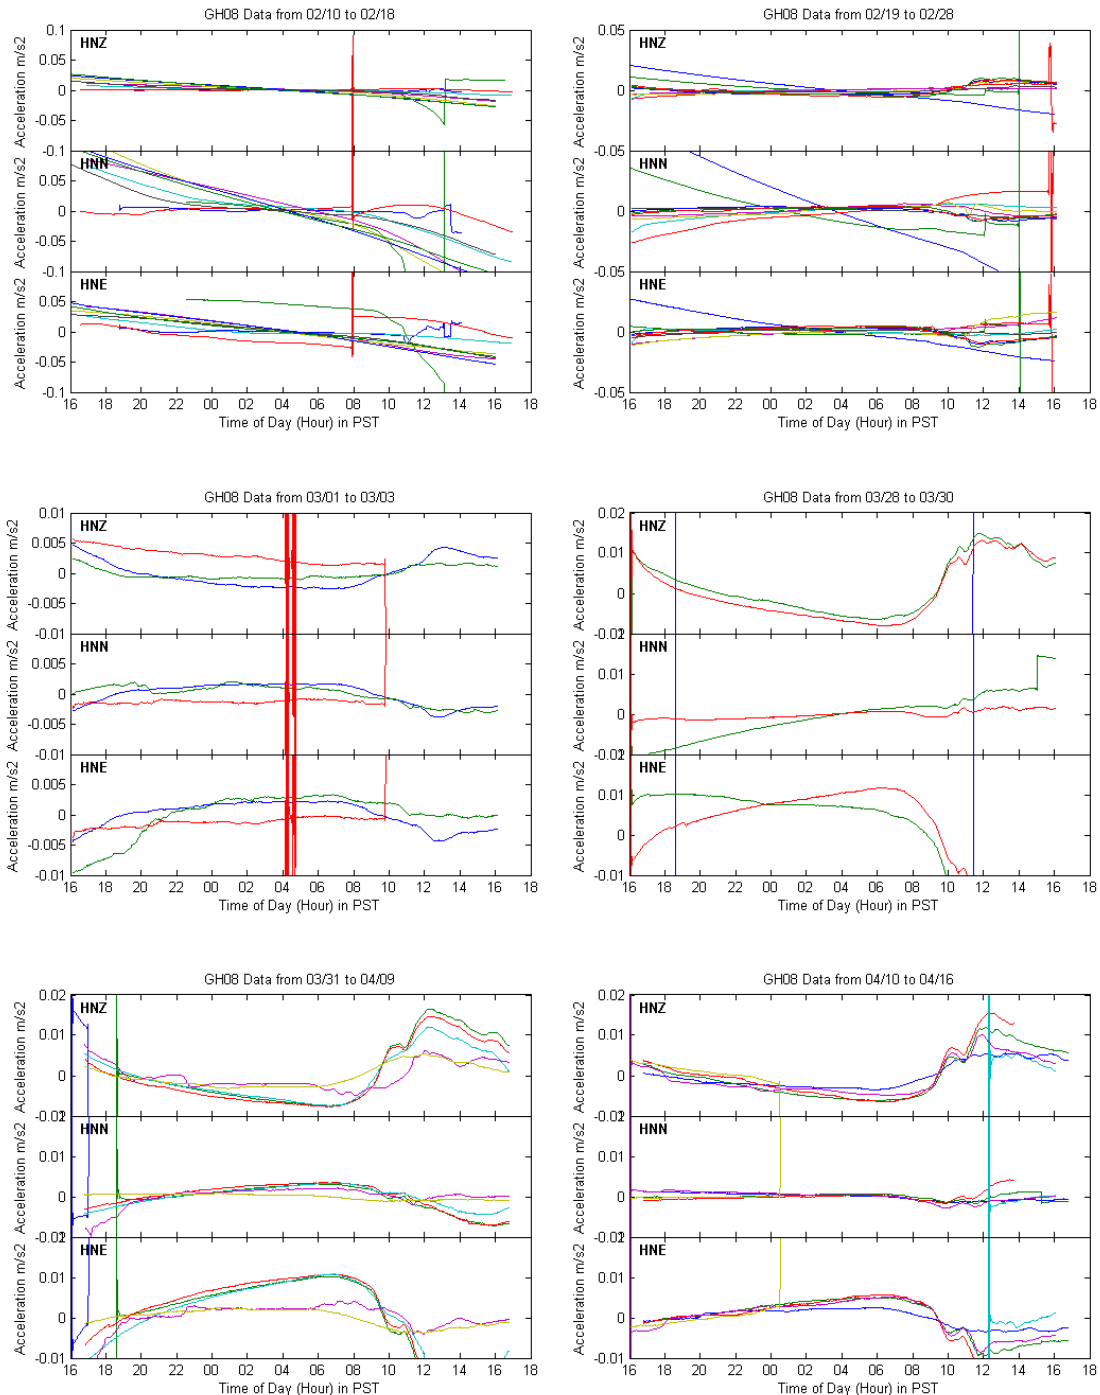 GH08 Data from 02/10 to 02/18
HNZ
HNN
HNE
Acceleration m/s2
Acceleration m/s2
Acceleration m/s2
0.1
0.05
0
-0.05
-0.1
0.05
0
-0.05
-0.1
0.05
0
-0.05
-0.1
16 18 20 22 00 02 04 06 08 10 12 14 16 18
Time of Day (Hour) in PST
GH08 Data from 02/19 to 02/28
HNZ
HNN
HNE
Acceleration m/s2
Acceleration m/s2
Acceleration m/s2
0.05
0
-0.05
0
-0.05
0
-0.05
16 18 20 22 00 02 04 06 08 10 12 14 16 18
Time of Day (Hour) in PST
GH08 Data from 03/01 to 03/03
HNZ
HNN
HNE
Acceleration m/s2
Acceleration m/s2
Acceleration m/s2
0.01
0.005
0
-0.005
-0.01
0.005
0
-0.005
-0.01
0.005
0
-0.005
-0.01
16 18 20 22 00 02 04 06 08 10 12 14 16 18
Time of Day (Hour) in PST
GH08 Data from 03/28 to 03/30
HNZ
HNN
HNE
Acceleration m/s2
Acceleration m/s2
Acceleration m/s2
0.02
0.01
0
0.01
0
0.01
0
-0.01
16 18 20 22 00 02 04 06 08 10 12 14 16 18
Time of Day (Hour) in PST
GH08 Data from 03/31 to 04/09
HNZ
HNN
HNE
Acceleration m/s2
Acceleration m/s2
Acceleration m/s2
0.02
0.01
0
0.01
0
0.01
0
-0.01
16 18 20 22 00 02 04 06 08 10 12 14 16 18
Time of Day (Hour) in PST
GH08 Data from 04/10 to 04/16
HNZ
HNN
HNE
Acceleration m/s2
Acceleration m/s2
Acceleration m/s2
0.02
0.01
0
0.01
0
0.01
0
-0.01
16 18 20 22 00 02 04 06 08 10 12 14 16 18
Time of Day (Hour) in PST